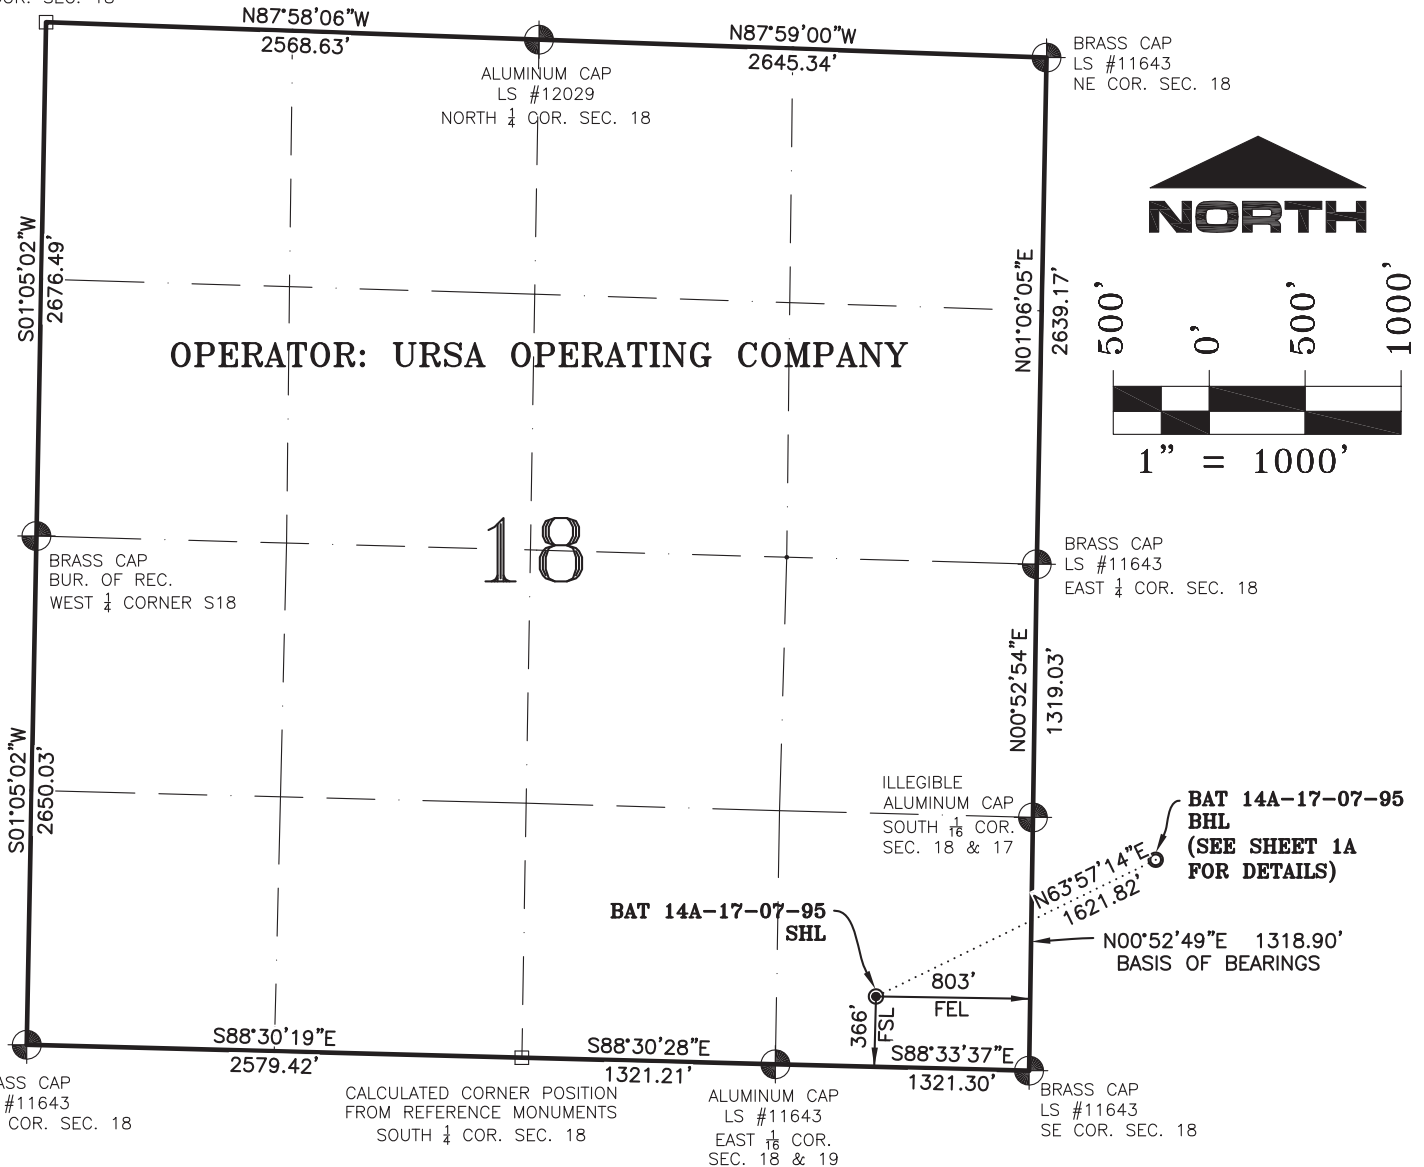 COR. SEC. 18
N87°58'06"W
2568.63'
N87°59'00"W
2645.34'
BRASS CAP
LS #11643
NE COR. SEC. 18
ALUMINUM CAP
LS #12029
NORTH 1/4 COR. SEC. 18
NORTH
S01°05'02"W
2676.49'
N01°06'05"E
2639.17'
500'
0'
500'
1000'
1" = 1000'
OPERATOR: URSA OPERATING COMPANY
18
BRASS CAP
BUR. OF REC.
WEST 1/4 CORNER S18
BRASS CAP
LS #11643
EAST 1/4 COR. SEC. 18
N00°52'54"E
1319.03'
S01°05'02"W
2650.03'
ILLEGIBLE
ALUMINUM CAP
SOUTH 1/16 COR.
SEC. 18 & 17
BAT 14A-17-07-95
BHL
(SEE SHEET 1A
FOR DETAILS)
N63°57'14"E
1621.82'
BAT 14A-17-07-95
SHL
N00°52'49"E 1318.90'
BASIS OF BEARINGS
803'
FEL
366'
FSL
S88°30'19"E
2579.42'
S88°30'28"E
1321.21'
S88°33'37"E
1321.30'
CAP
#11643
COR. SEC. 18
CALCULATED CORNER POSITION
FROM REFERENCE MONUMENTS
SOUTH 1/4 COR. SEC. 18
ALUMINUM CAP
LS #11643
EAST 1/16 COR.
SEC. 18 & 19
BRASS CAP
LS #11643
SE COR. SEC. 18